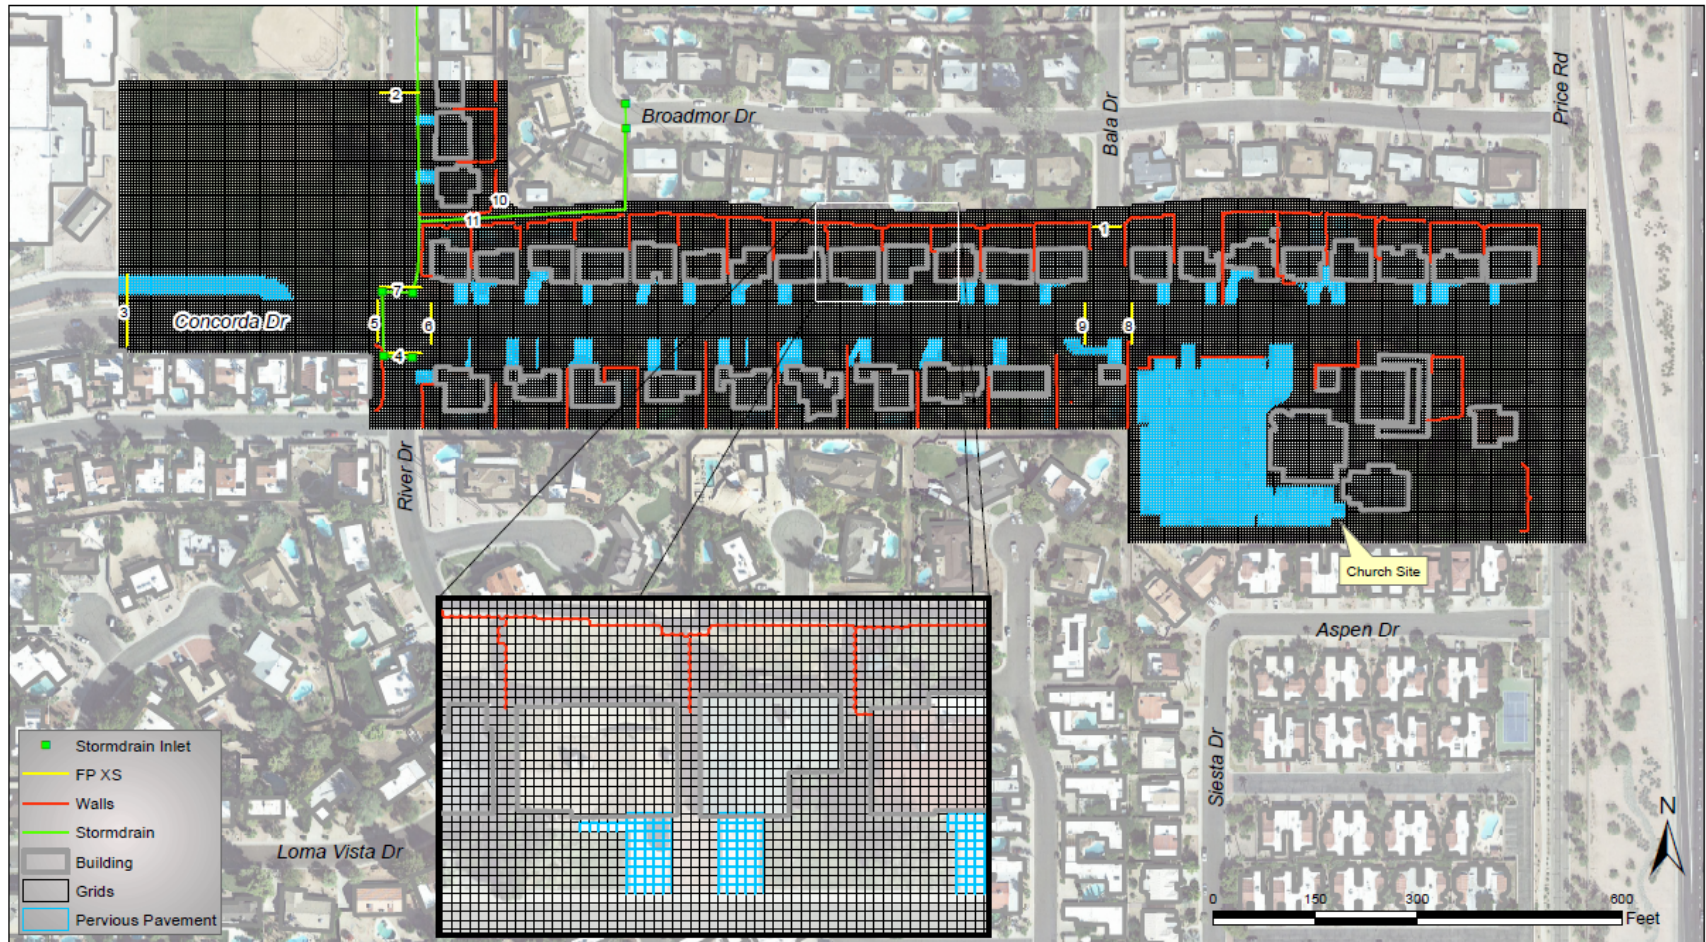 2
Broadmor Dr
Bala Dr
Price Rd
10
11
1
7
3
Concorda Dr
5
6
9
8
4
River Dr
Church Site
Aspen Dr
Siesta Dr
Loma Vista Dr
Stormdrain Inlet
FP XS
Walls
Stormdrain
Building
Grids
Pervious Pavement
N
0 150 300 600
Feet